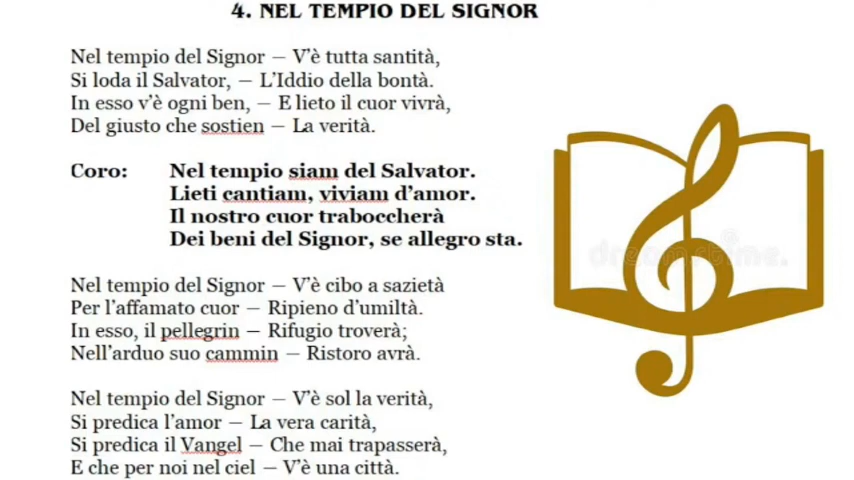 4. NEL TEMPIO DEL SIGNOR
Nel tempio del Signor — V'è tutta santità,
Si loda il Salvator, — L'Iddio della bontà.
In esso v'è ogni ben, — E lieto il cuor vivrà,
Del giusto che sostien — La verità.
Coro: Nel tempio siam del Salvator.
Lieti cantiam, viviam d'amor.
Il nostro cuor traboccherà
Dei beni del Signor, se allegro sta.
Nel tempio del Signor — V'è cibo a sazietà
Per l'affamato cuor — Ripieno d'umiltà.
In esso, il pellegrin — Rifugio troverà;
Nell'arduo suo cammin — Ristoro avrà.
Nel tempio del Signor — V'è sol la verità,
Si predica l'amor — La vera carità,
Si predica il Vangel — Che mai trapasserà,
E che per noi nel ciel — V'è una città.
dreamstime.